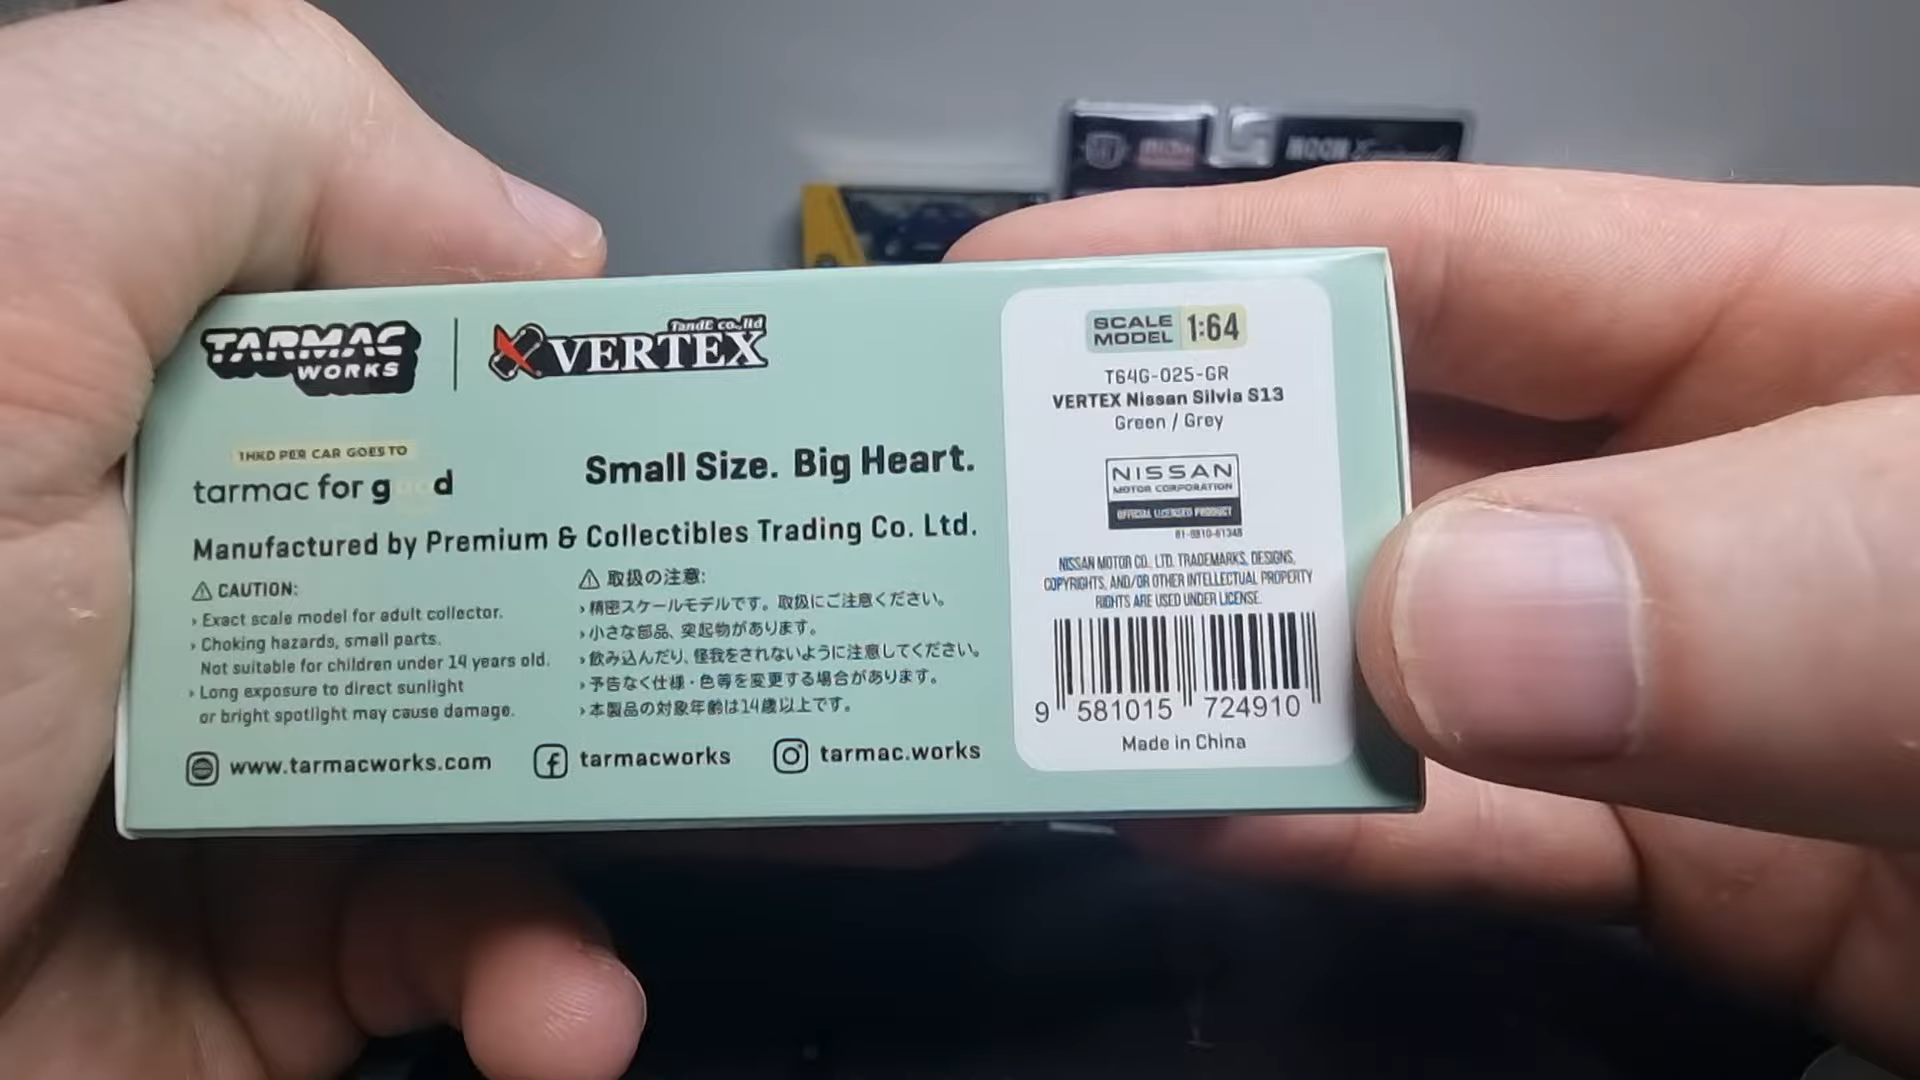 TARMAC
WORKS
TandE co.,ltd
VERTEX
1HKD PER CAR GOES TO
tarmac for good
Small Size. Big Heart.
Manufactured by Premium & Collectibles Trading Co. Ltd.
CAUTION:
› Exact scale model for adult collector.
› Choking hazards, small parts.
Not suitable for children under 14 years old.
› Long exposure to direct sunlight
or bright spotlight may cause damage.
取扱の注意:
› 精密スケールモデルです。取扱にご注意ください。
› 小さな部品、突起物があります。
› 飲み込んだり、怪我をされないように注意してください。
› 予告なく仕様・色等を変更する場合があります。
› 本製品の対象年齢は14歳以上です。
www.tarmacworks.com
tarmacworks
tarmac.works
SCALE
MODEL
1:64
T64G-025-GR
VERTEX Nissan Silvia S13
Green / Grey
NISSAN
MOTOR CORPORATION
OFFICIAL LICENSED PRODUCT
NISSAN MOTOR CO., LTD. TRADEMARKS, DESIGNS,
COPYRIGHTS, AND/OR OTHER INTELLECTUAL PROPERTY
RIGHTS ARE USED UNDER LICENSE.
9 581015 724910
Made in China
MOON